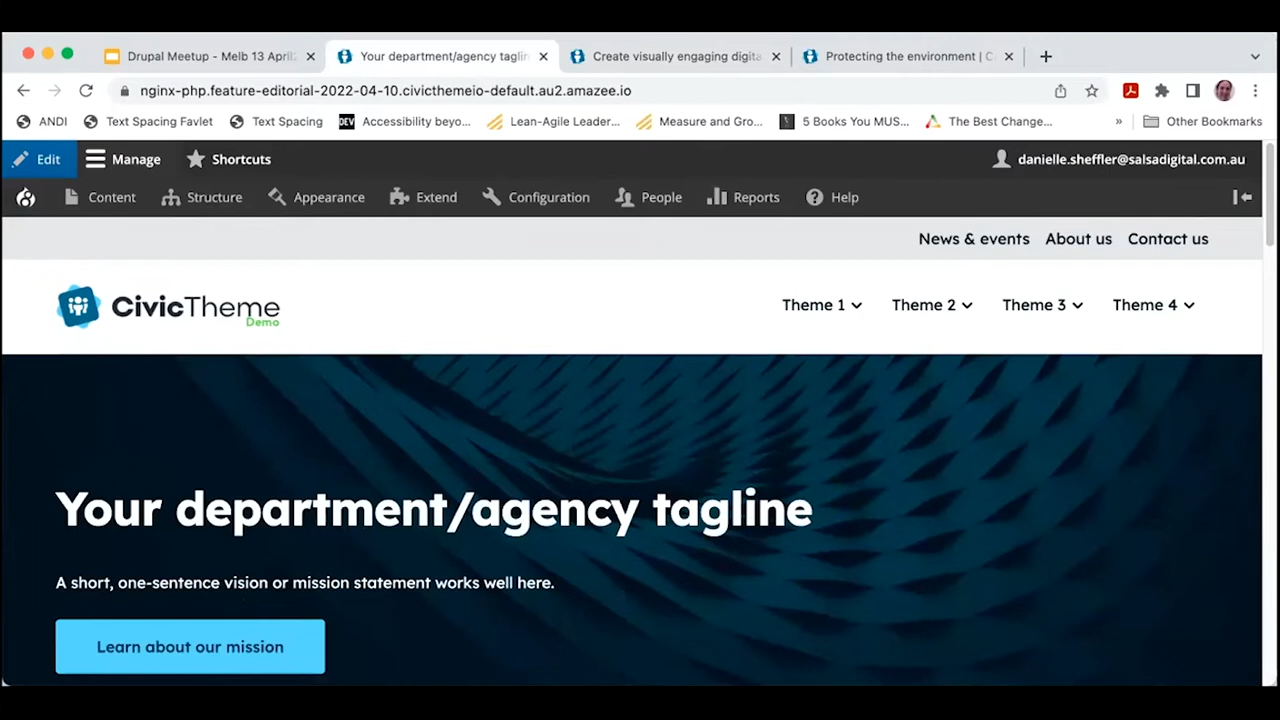 Drupal Meetup - Melb 13 April
Your department/agency taglin
Create visually engaging digita
Protecting the environment | C
nginx-php.feature-editorial-2022-04-10.civicthemeio-default.au2.amazee.io
ANDI
Text Spacing Favlet
Text Spacing
DEV
Accessibility beyo...
Lean-Agile Leader...
Measure and Gro...
5 Books You MUS...
The Best Change...
»
Other Bookmarks
Edit
Manage
Shortcuts
danielle.sheffler@salsadigital.com.au
Content
Structure
Appearance
Extend
Configuration
People
Reports
Help
News & events
About us
Contact us
CivicTheme
Demo
Theme 1
Theme 2
Theme 3
Theme 4
Your department/agency tagline
A short, one-sentence vision or mission statement works well here.
Learn about our mission